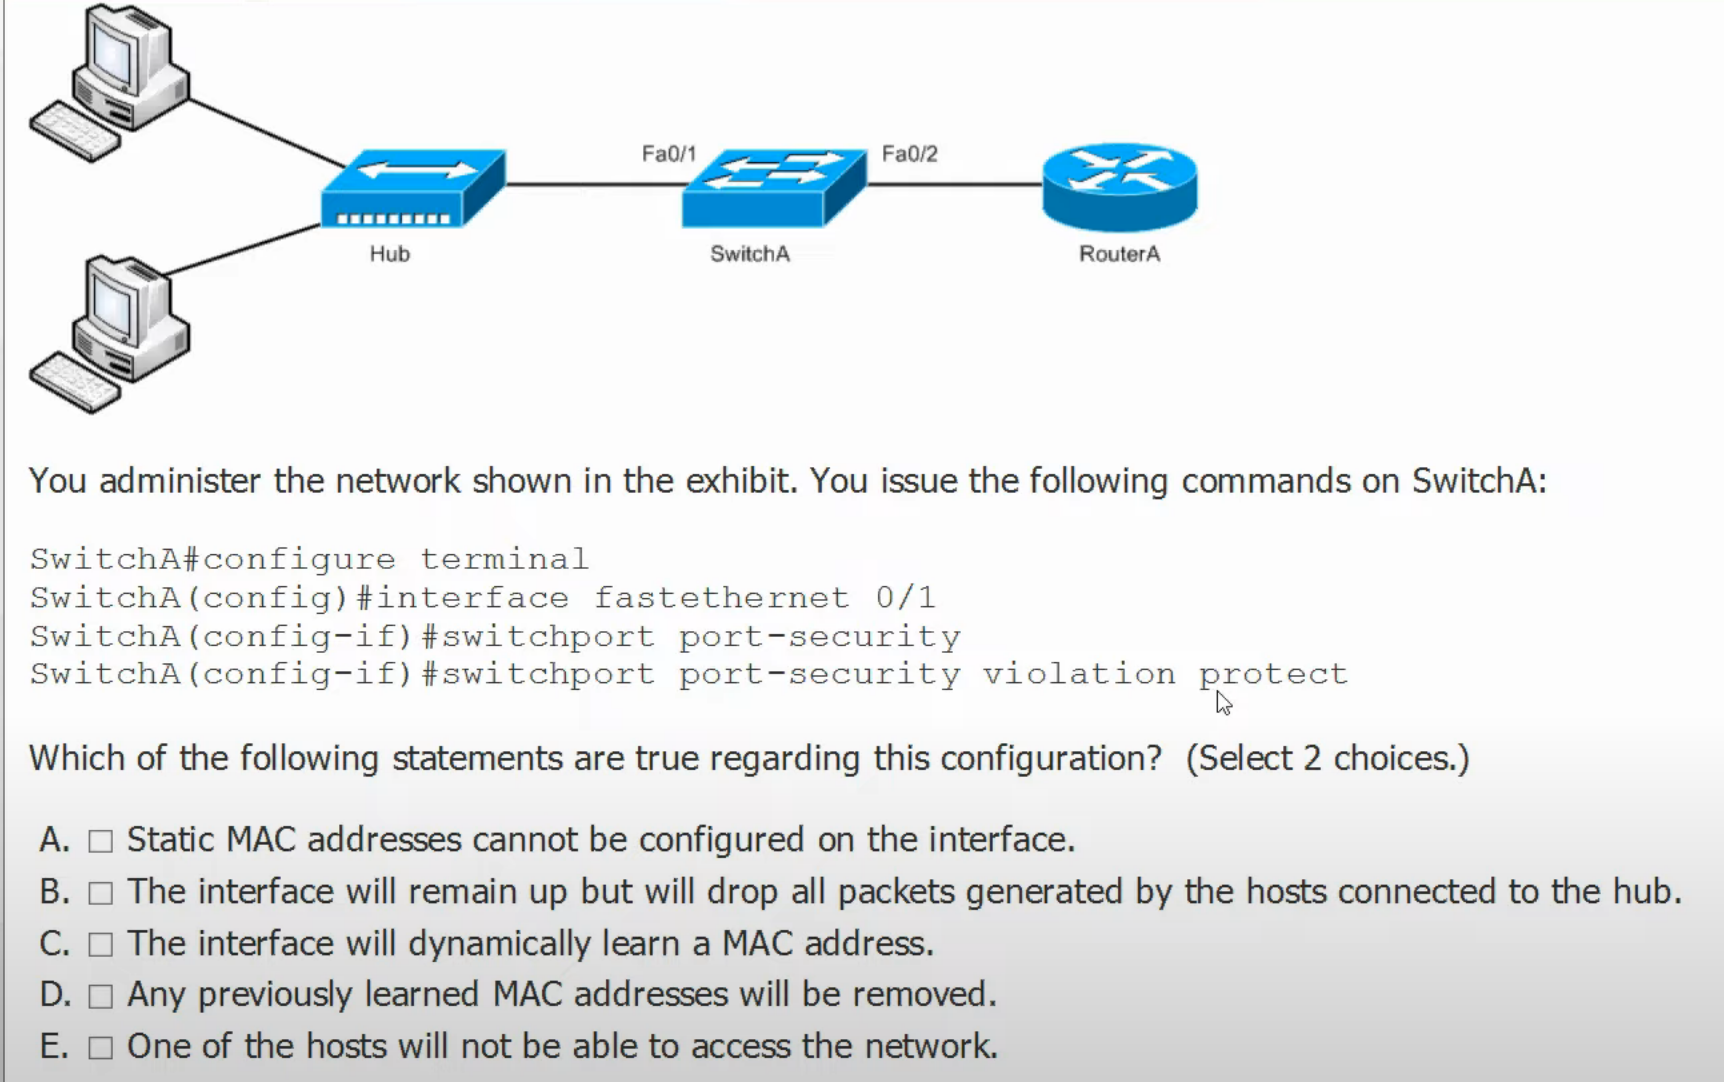 Fa0/1 Fa0/2
Hub SwitchA RouterA
You administer the network shown in the exhibit. You issue the following commands on SwitchA:
SwitchA#configure terminal
SwitchA(config)#interface fastethernet 0/1
SwitchA(config-if)#switchport port-security
SwitchA(config-if)#switchport port-security violation protect
Which of the following statements are true regarding this configuration? (Select 2 choices.)
A. Static MAC addresses cannot be configured on the interface.
B. The interface will remain up but will drop all packets generated by the hosts connected to the hub.
C. The interface will dynamically learn a MAC address.
D. Any previously learned MAC addresses will be removed.
E. One of the hosts will not be able to access the network.